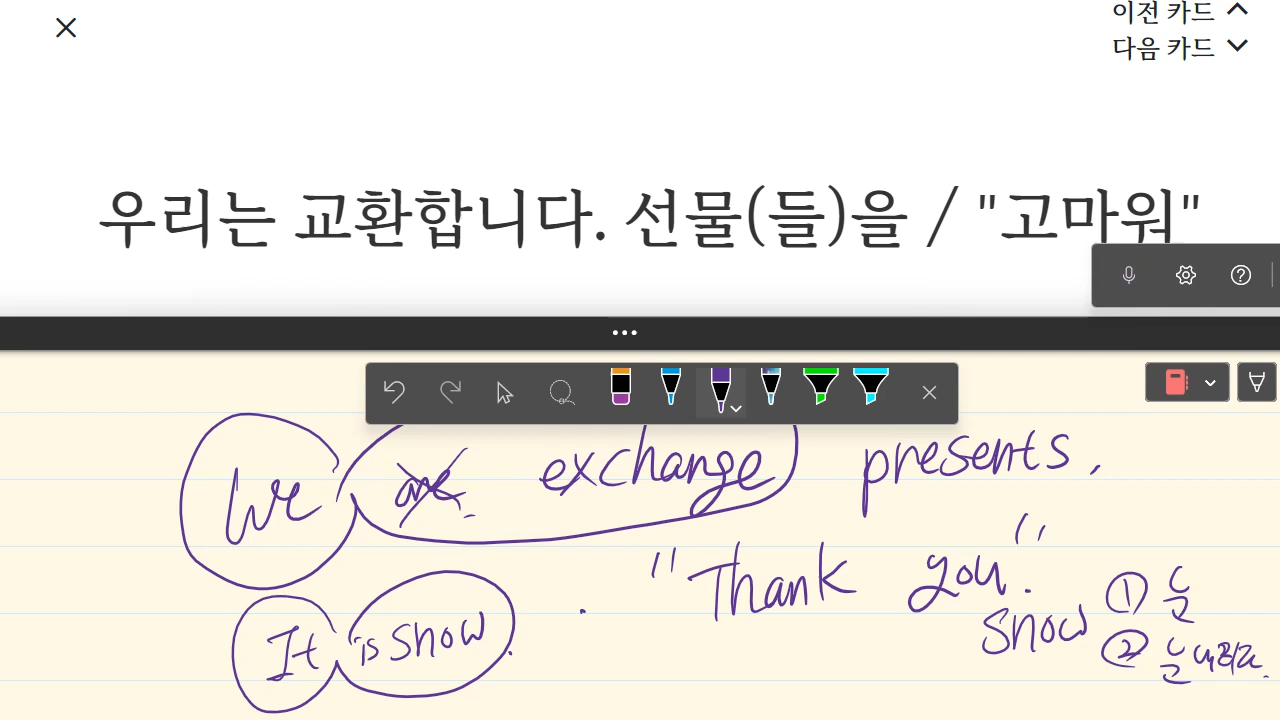 이전 카드
다음 카드
우리는 교환합니다. 선물(들)을 / "고마워"
We are exchange presents,
"Thank you."
It is snow.
snow ① 눈
② 눈내리다.